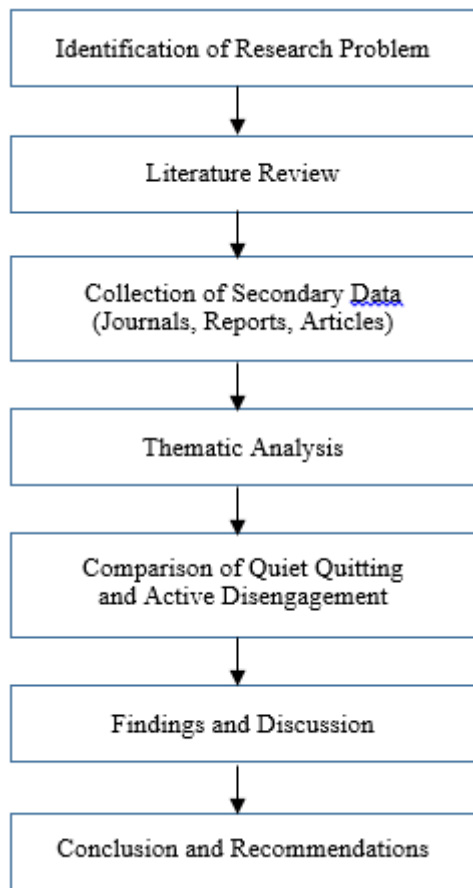 Identification of Research Problem
Literature Review
Collection of Secondary Data
(Journals, Reports, Articles)
Thematic Analysis
Comparison of Quiet Quitting
and Active Disengagement
Findings and Discussion
Conclusion and Recommendations